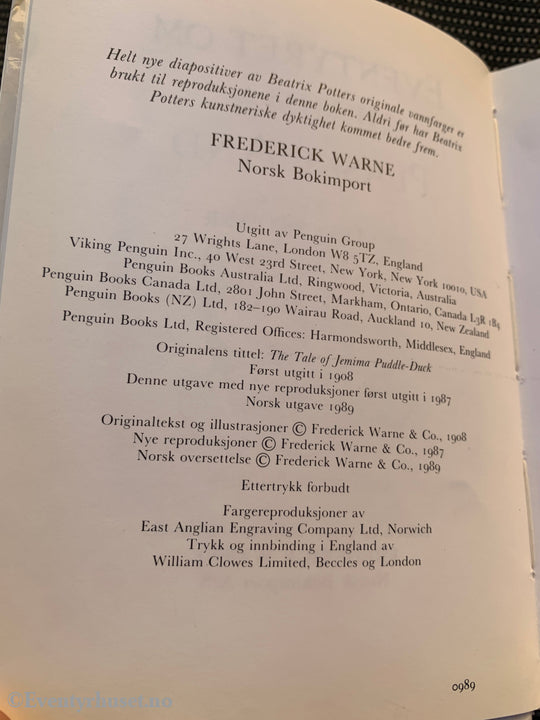 Helt nye diapositiver av Beatrix Potters originale vannfarger er
brukt til reproduksjonene i denne boken. Aldri før har Beatrix
Potters kunstneriske dyktighet kommet bedre frem.
FREDERICK WARNE
Norsk Bokimport
Utgitt av Penguin Group
27 Wrights Lane, London W8 5TZ, England
Viking Penguin Inc., 40 West 23rd Street, New York, New York 10010, USA
Penguin Books Australia Ltd, Ringwood, Victoria, Australia
Penguin Books Canada Ltd, 2801 John Street, Markham, Ontario, Canada L3R 1B4
Penguin Books (NZ) Ltd, 182–190 Wairau Road, Auckland 10, New Zealand
Penguin Books Ltd, Registered Offices: Harmondsworth, Middlesex, England
Originalens tittel: The Tale of Jemima Puddle-Duck
Først utgitt i 1908
Denne utgave med nye reproduksjoner først utgitt i 1987
Norsk utgave 1989
Originaltekst og illustrasjoner © Frederick Warne & Co., 1908
Nye reproduksjoner © Frederick Warne & Co., 1987
Norsk oversettelse © Frederick Warne & Co., 1989
Ettertrykk forbudt
Fargereproduksjoner av
East Anglian Engraving Company Ltd, Norwich
Trykk og innbinding i England av
William Clowes Limited, Beccles og London
0989
©Eventyrhuset.no